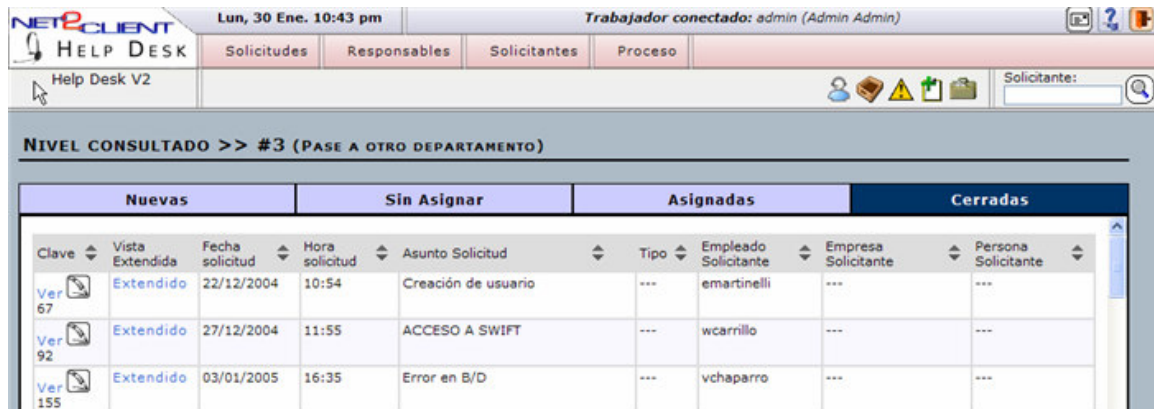 NET2CLIENT
HELP DESK
Lun, 30 Ene. 10:43 pm
Trabajador conectado: admin (Admin Admin)
Solicitudes
Responsables
Solicitantes
Proceso
Help Desk V2
Solicitante:
NIVEL CONSULTADO >> #3 (PASE A OTRO DEPARTAMENTO)
Nuevas
Sin Asignar
Asignadas
Cerradas
Clave
Vista Extendida
Fecha solicitud
Hora solicitud
Asunto Solicitud
Tipo
Empleado Solicitante
Empresa Solicitante
Persona Solicitante
Ver 67 Extendido 22/12/2004 10:54 Creación de usuario --- emartinelli --- ---
Ver 92 Extendido 27/12/2004 11:55 ACCESO A SWIFT --- wcarrillo --- ---
Ver 155 Extendido 03/01/2005 16:35 Error en B/D --- vchaparro --- ---